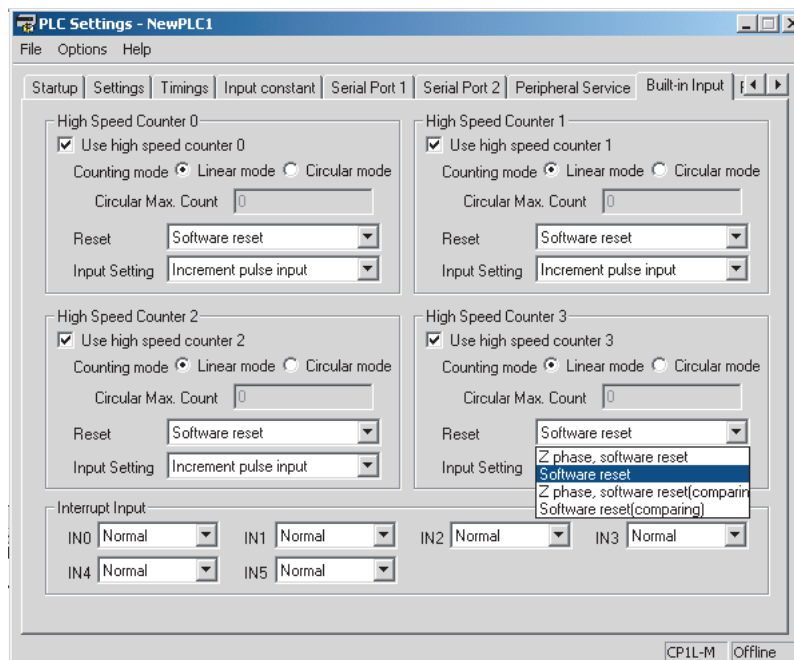 PLC Settings - NewPLC1
File Options Help
Startup Settings Timings Input constant Serial Port 1 Serial Port 2 Peripheral Service Built-in Input
High Speed Counter 0
Use high speed counter 0
Counting mode Linear mode Circular mode
Circular Max. Count 0
Reset Software reset
Input Setting Increment pulse input
High Speed Counter 1
Use high speed counter 1
Counting mode Linear mode Circular mode
Circular Max. Count 0
Reset Software reset
Input Setting Increment pulse input
High Speed Counter 2
Use high speed counter 2
Counting mode Linear mode Circular mode
Circular Max. Count 0
Reset Software reset
Input Setting Increment pulse input
High Speed Counter 3
Use high speed counter 3
Counting mode Linear mode Circular mode
Circular Max. Count 0
Reset Software reset
Input Setting
Z phase, software reset
Software reset
Z phase, software reset(comparin
Software reset(comparing)
Interrupt Input
IN0 Normal IN1 Normal IN2 Normal IN3 Normal
IN4 Normal IN5 Normal
CP1L-M Offline